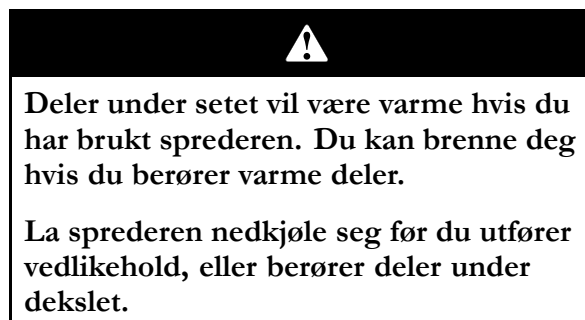 Deler under setet vil være varme hvis du
har brukt sprederen. Du kan brenne deg
hvis du berører varme deler.
La sprederen nedkjøle seg før du utfører
vedlikehold, eller berører deler under
dekslet.